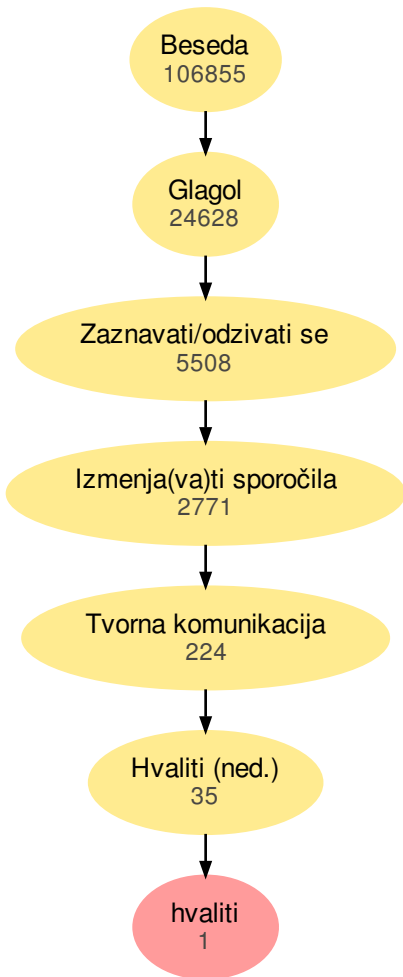 Beseda
106855
Glagol
24628
Zaznavati/odzivati se
5508
Izmenja(va)ti sporočila
2771
Tvorna komunikacija
224
Hvaliti (ned.)
35
hvaliti
1